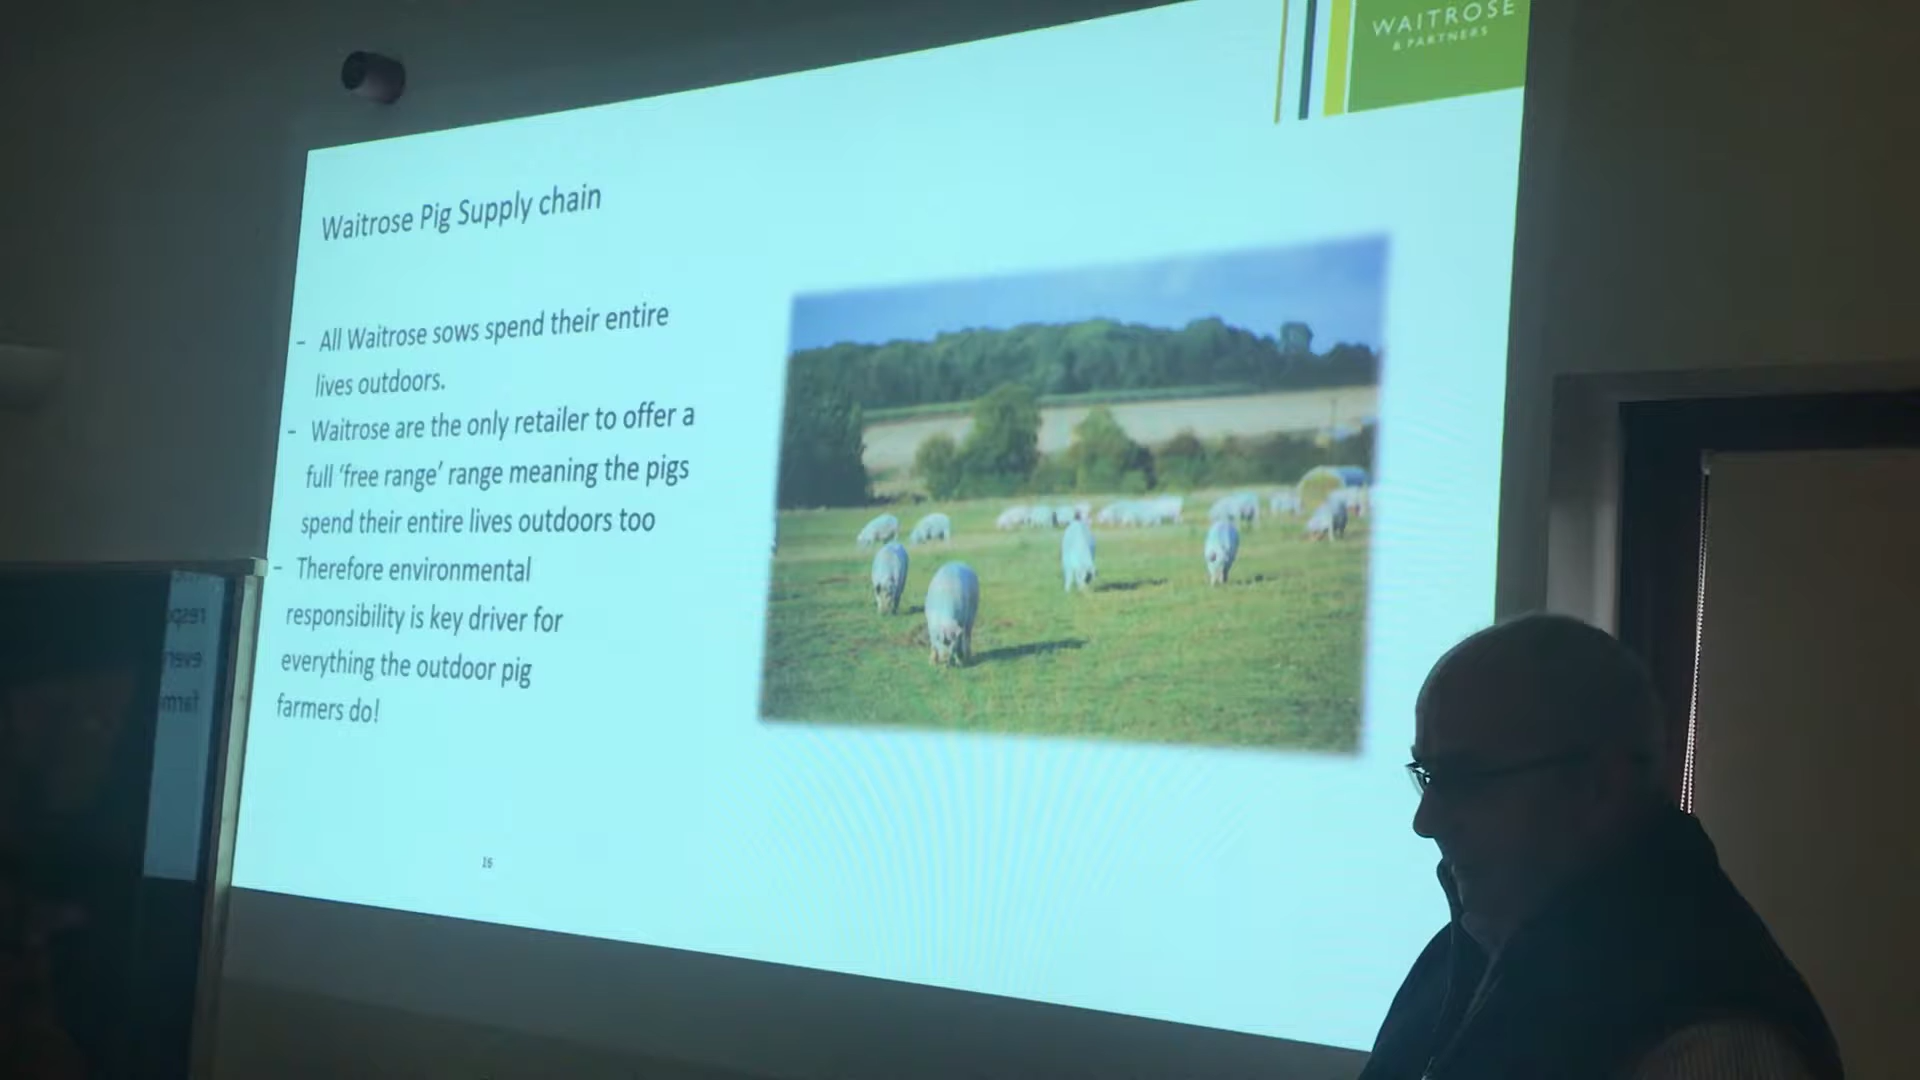 WAITROSE
& PARTNERS
Waitrose Pig Supply chain
- All Waitrose sows spend their entire
lives outdoors.
- Waitrose are the only retailer to offer a
full ‘free range’ range meaning the pigs
spend their entire lives outdoors too
- Therefore environmental
responsibility is key driver for
everything the outdoor pig
farmers do!
16